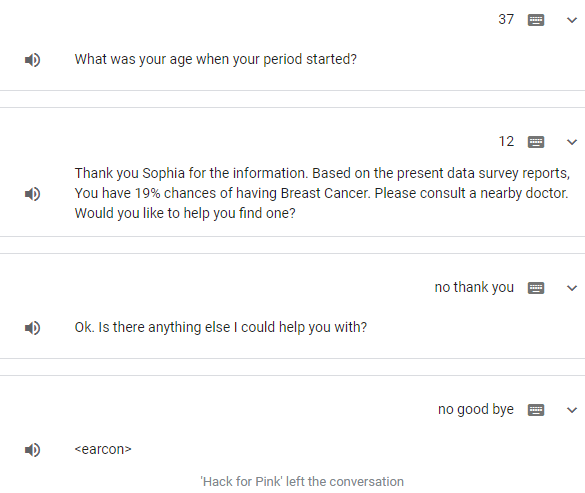 37
What was your age when your period started?
12
Thank you Sophia for the information. Based on the present data survey reports,
You have 19% chances of having Breast Cancer. Please consult a nearby doctor.
Would you like to help you find one?
no thank you
Ok. Is there anything else I could help you with?
no good bye
<earcon>
'Hack for Pink' left the conversation